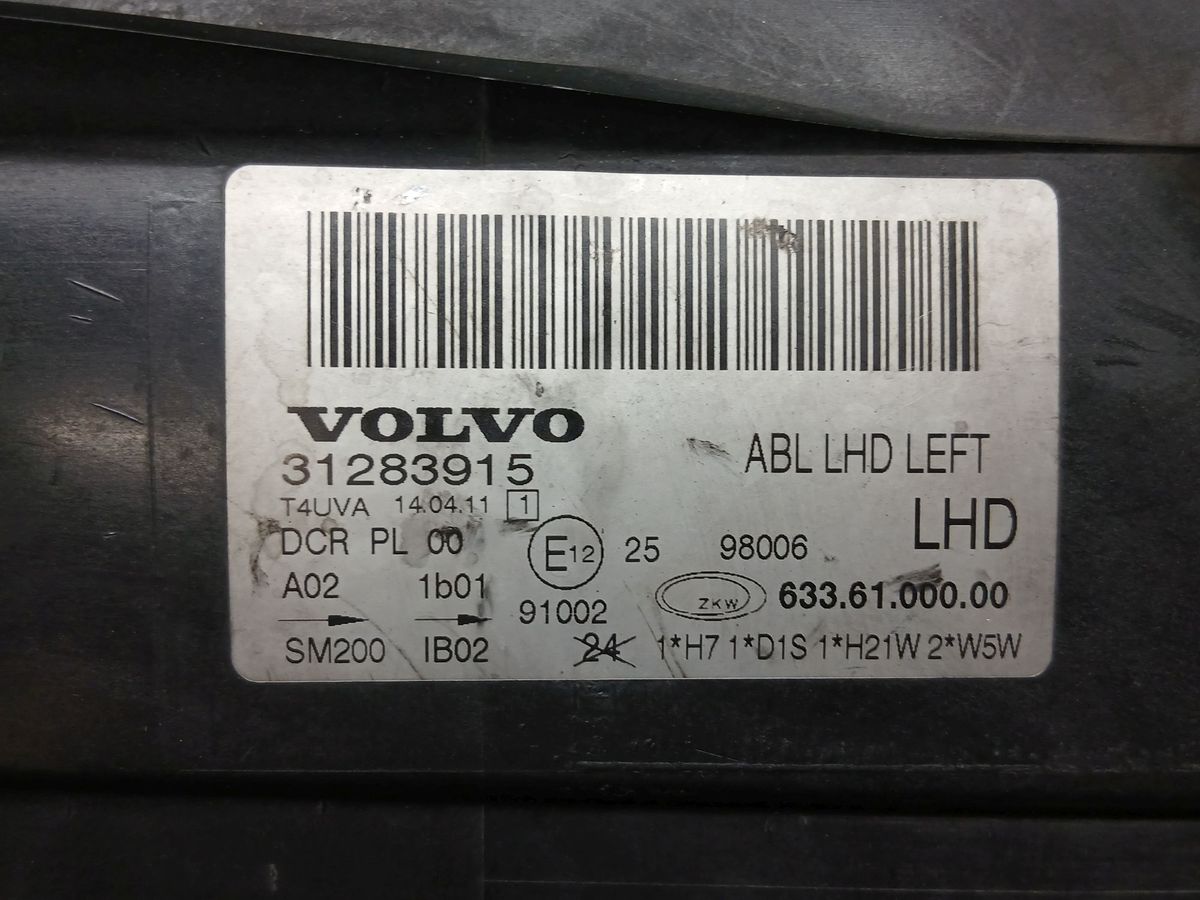 VOLVO
31283915
ABL LHD LEFT
T4UVA 14.04.11 1
LHD
DCR PL 00
E12 25 98006
A02 1b01
91002
ZKW 633.61.000.00
SM200 IB02
24 1*H7 1*D1S 1*H21W 2*W5W